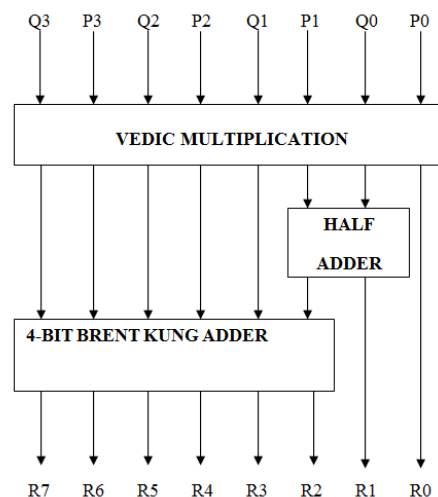 Q3 P3 Q2 P2 Q1 P1 Q0 P0
VEDIC MULTIPLICATION
HALF
ADDER
4-BIT BRENT KUNG ADDER
R7 R6 R5 R4 R3 R2 R1 R0